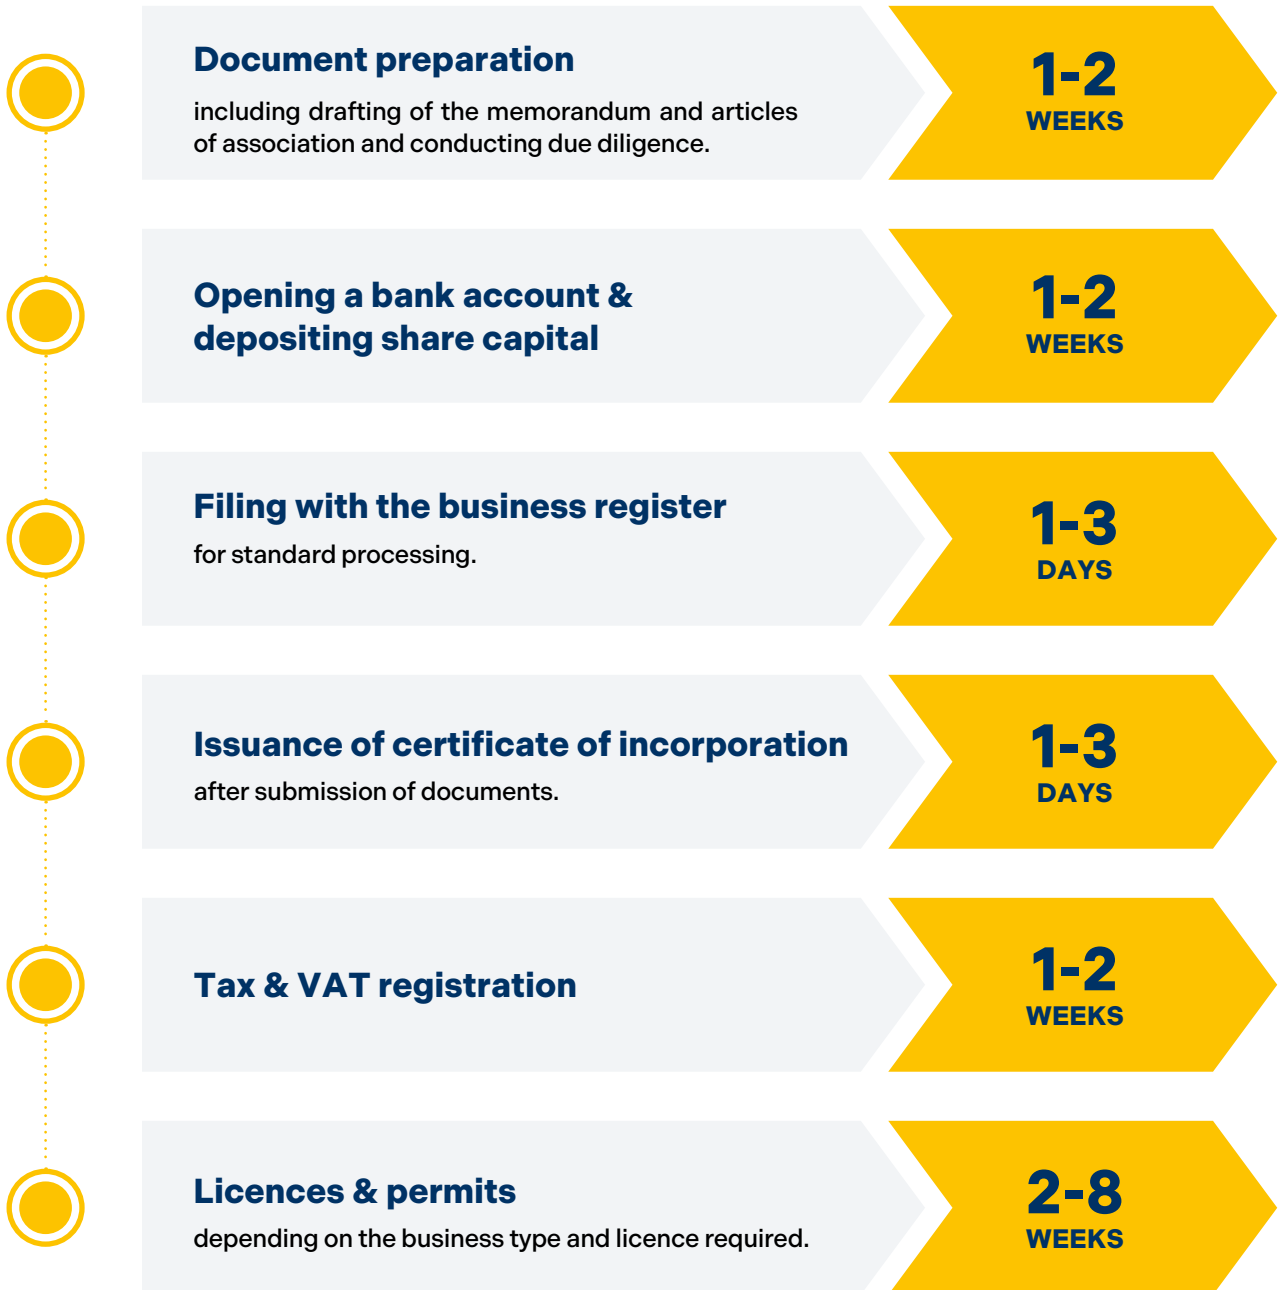 Document preparation
including drafting of the memorandum and articles
of association and conducting due diligence.
1-2
WEEKS
Opening a bank account &
depositing share capital
1-2
WEEKS
Filing with the business register
for standard processing.
1-3
DAYS
Issuance of certificate of incorporation
after submission of documents.
1-3
DAYS
Tax & VAT registration
1-2
WEEKS
Licences & permits
depending on the business type and licence required.
2-8
WEEKS